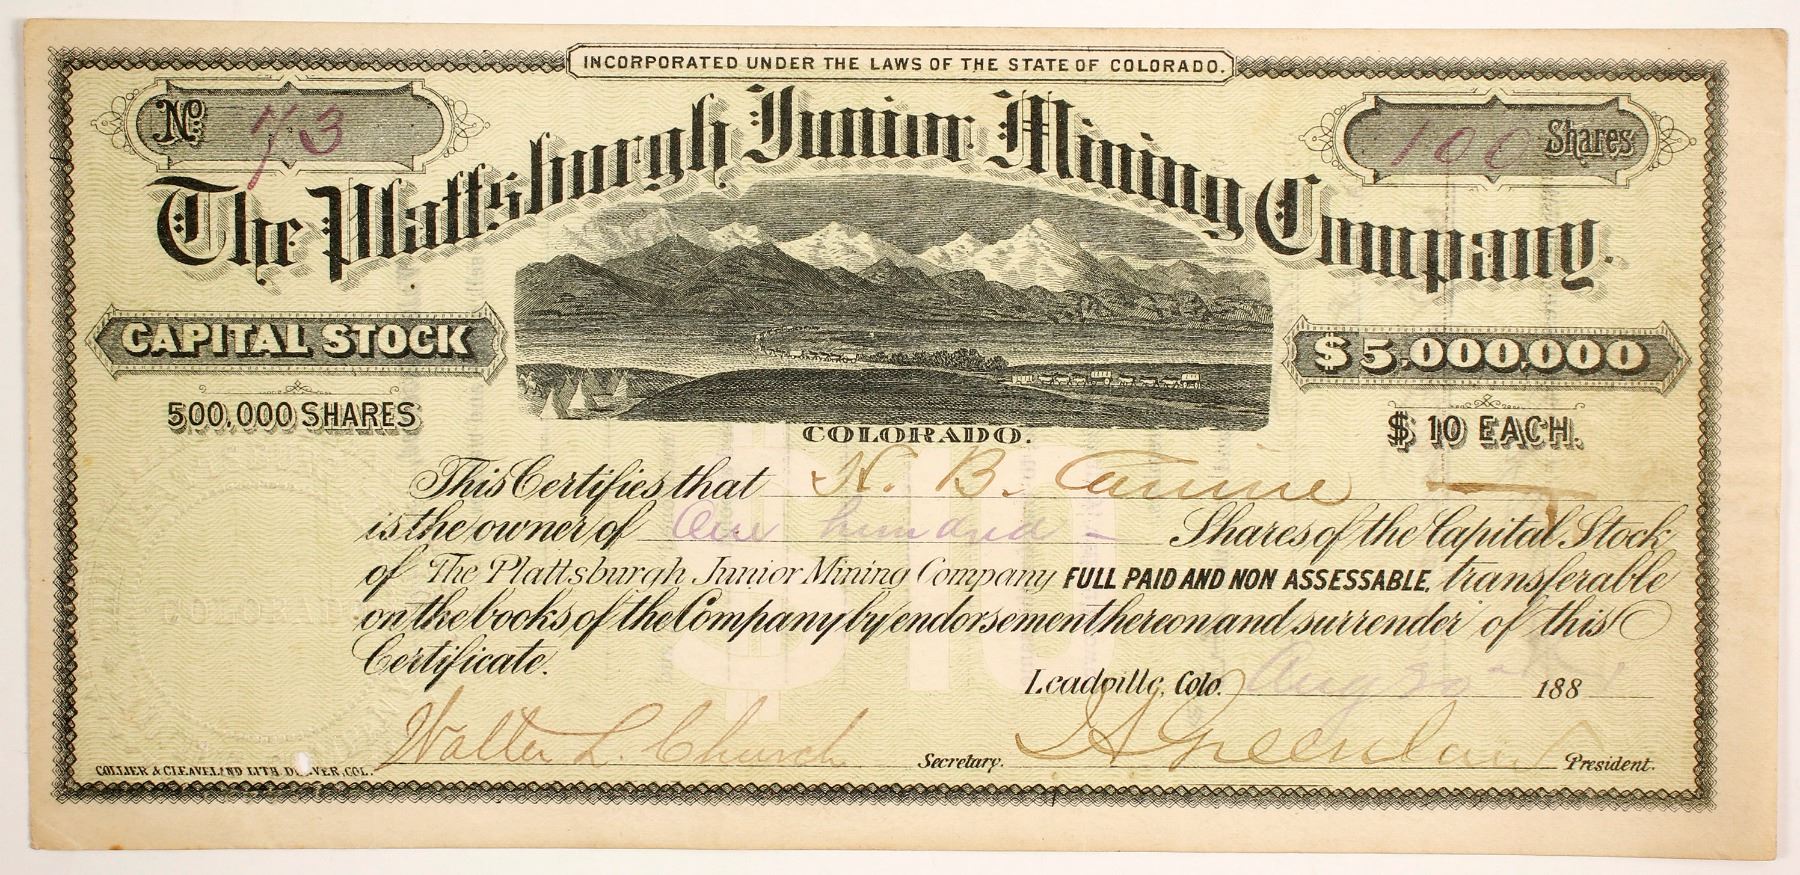 INCORPORATED UNDER THE LAWS OF THE STATE OF COLORADO.
No. 73
100 Shares
The Plattsburgh Junior Mining Company.
CAPITAL STOCK
$5,000,000
500,000 SHARES
$10 EACH.
COLORADO.
This Certifies that H. B.
is the owner of One hundred - Shares of the Capital Stock
of The Plattsburgh Junior Mining Company FULL PAID AND NON ASSESSABLE, transferable
on the books of the Company by endorsement hereon and surrender of this
Certificate.
$10
Leadville, Colo. Aug 20 188
Walter L. Church Secretary. President.
COLLIER & CLEAVELAND LITH. DENVER, COL.